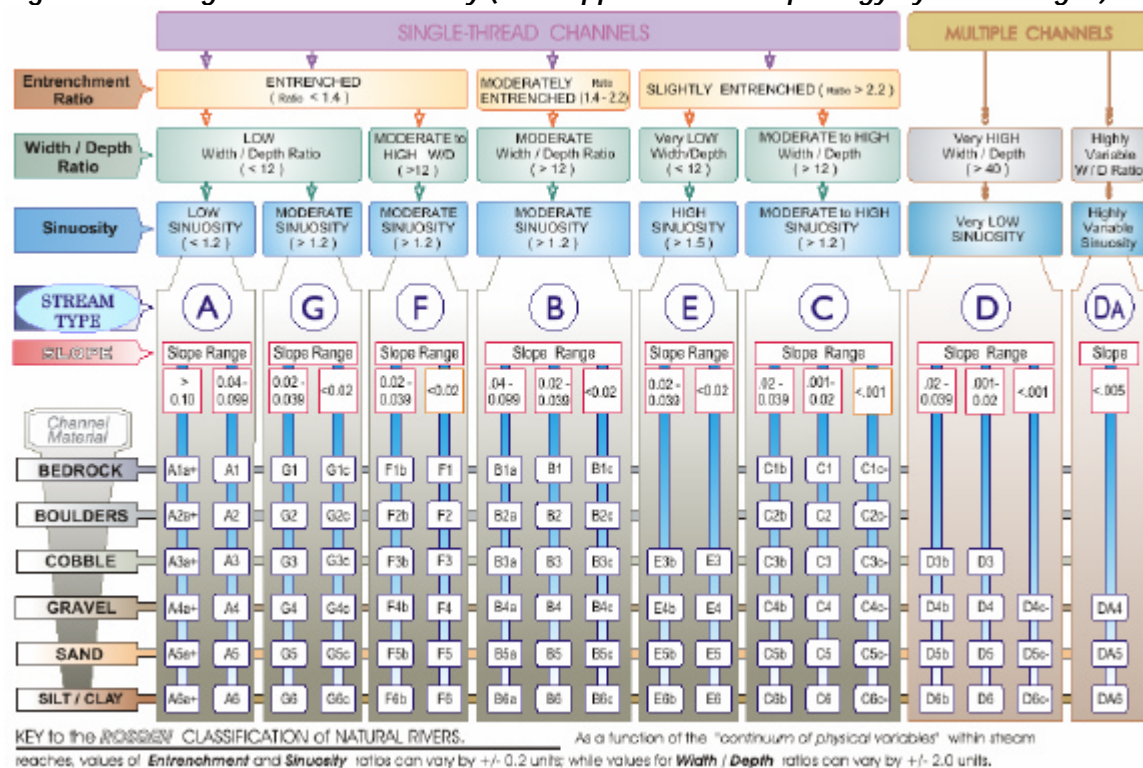 SINGLE-THREAD CHANNELS MULTIPLE CHANNELS
Entrenchment Ratio
ENTRENCHED ( Ratio < 1.4 )
MODERATELY ENTRENCHED Ratio (1.4 - 2.2)
SLIGHTLY ENTRENCHED ( Ratio > 2.2 )
Width / Depth Ratio
LOW Width / Depth Ratio ( < 12 )
MODERATE to HIGH W/D ( >12 )
MODERATE Width / Depth Ratio ( > 12 )
Very LOW Width/Depth ( < 12 )
MODERATE to HIGH Width / Depth ( > 12 )
Very HIGH Width / Depth ( > 40 )
Highly Variable W / D Ratio
Sinuosity
LOW SINUOSITY ( < 1.2 )
MODERATE SINUOSITY ( > 1.2 )
MODERATE SINUOSITY ( > 1.2 )
MODERATE SINUOSITY ( > 1.2 )
HIGH SINUOSITY ( > 1.5 )
MODERATE to HIGH SINUOSITY ( > 1.2 )
Very LOW SINUOSITY
Highly Variable Sinuosity
STREAM TYPE A G F B E C D DA
SLOPE Slope Range Slope Range Slope Range Slope Range Slope Range Slope Range Slope Range Slope
> 0.10 0.04 - 0.099 0.02 - 0.039 <0.02 0.02 - 0.039 <0.02 .04 - 0.099 0.02 - 0.039 <0.02 0.02 - 0.039 <0.02 .02 - 0.039 .001- 0.02 <.001 .02 - 0.039 .001- 0.02 <.001 <.005
Channel Material
BEDROCK A1a+ A1 G1 G1c F1b F1 B1a B1 B1c C1b C1 C1c-
BOULDERS A2a+ A2 G2 G2c F2b F2 B2a B2 B2c C2b C2 C2c-
COBBLE A3a+ A3 G3 G3c F3b F3 B3a B3 B3c E3b E3 C3b C3 C3c- D3b D3
GRAVEL A4a+ A4 G4 G4c F4b F4 B4a B4 B4c E4b E4 C4b C4 C4c- D4b D4 D4c- DA4
SAND A5a+ A5 G5 G5c F5b F5 B5a B5 B5c E5b E5 C5b C5 C5c- D5b D5 D5c- DA5
SILT / CLAY A6a+ A6 G6 G6c F6b F6 B6a B6 B6c E6b E6 C6b C6 C6c- D6b D6 D6c- DA6
KEY to the ROSGEN CLASSIFICATION of NATURAL RIVERS. As a function of the "continuum of physical variables" within stream
reaches, values of Entrenchment and Sinuosity ratios can vary by +/- 0.2 units; while values for Width / Depth ratios can vary by +/- 2.0 units.